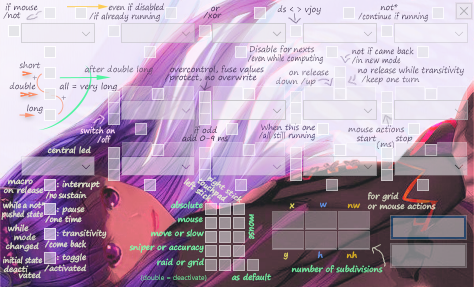 if mouse
/not
even if disabled
/if already running
or
/xor
ds <> vjoy
not*
/continue if running
Disable for nexts
/even while computing
not if came back
/in new mode
short
double
long
after double long
all = very long
overcontrol, fuse values
/protect, no overwrite
on release
down /up
no release while transitivity
/keep one turn
switch on
/off
if odd
add 0~9 ms
When this one
/all still running
mouse actions
start stop
(ms)
central led
macro
on release
: interrupt
/no sustain
while a not
pushed state
: pause
/one time
while
mode
changed
: transitivity
/come back
initial state
deacti
vated
: toggle
/activated
right stick
touchpad
left stick
absolute
mouse
move or slow
sniper or accuracy
raid or grid
(double = deactivate)
mouse
as default
x w nw
y h nh
number of subdivisions
for grid
or mouse actions